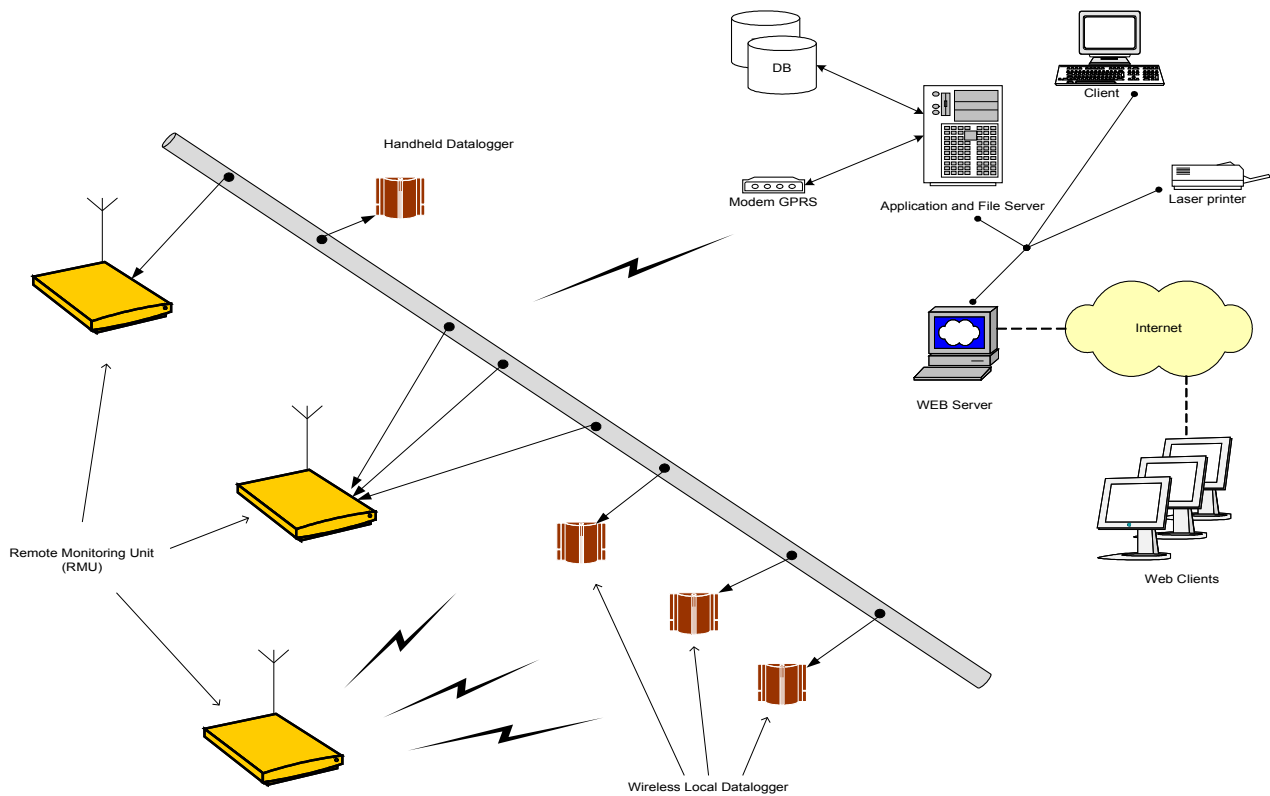 DB
Client
Handheld Datalogger
Modem GPRS
Application and File Server
Laser printer
Internet
WEB Server
Remote Monitoring Unit
(RMU)
Web Clients
Wireless Local Datalogger